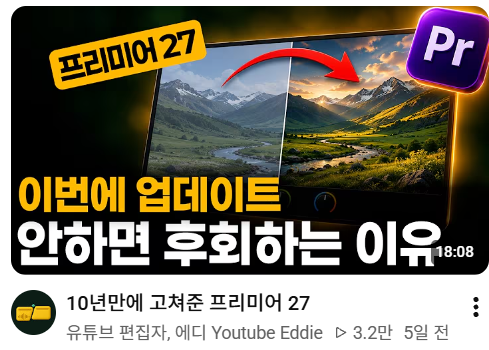 프리미어 27
Pr
이번에 업데이트
안하면 후회하는 이유
18:08
10년만에 고쳐준 프리미어 27
유튜브 편집자, 에디 Youtube Eddie ▷ 3.2만 5일 전